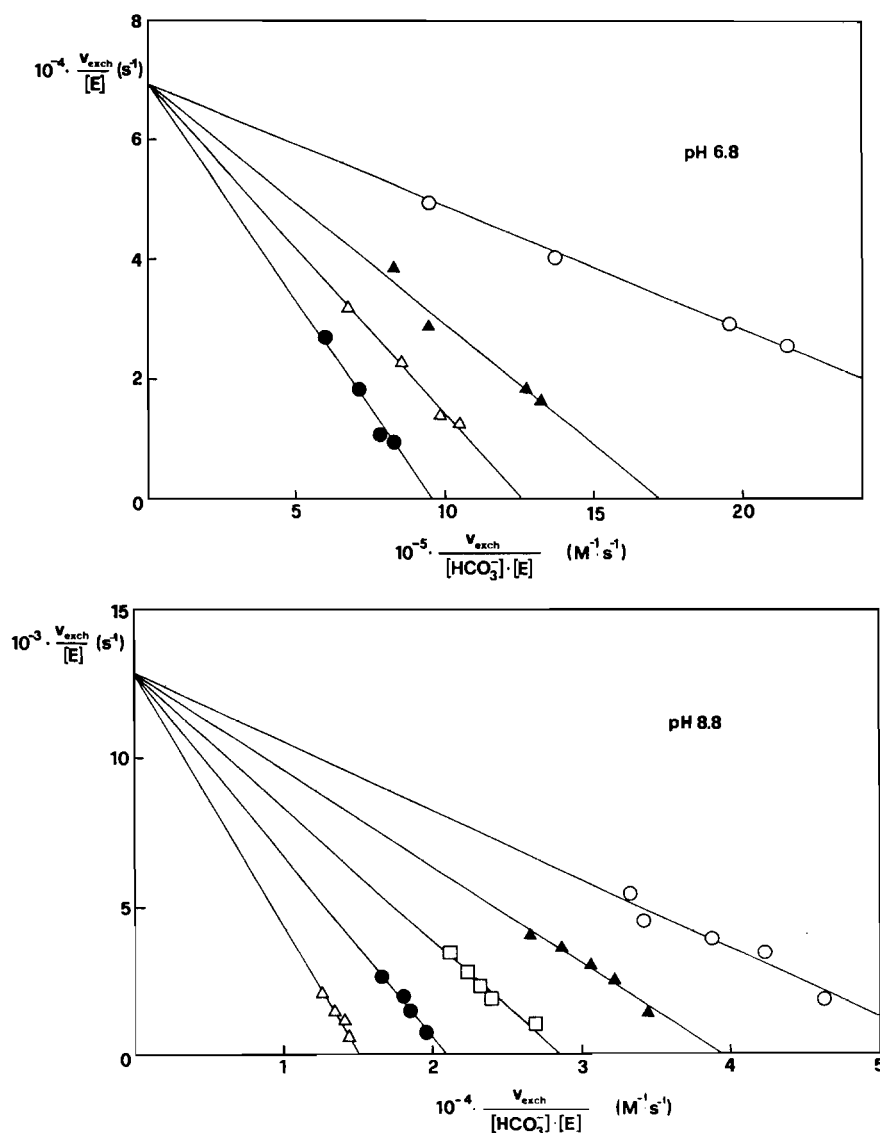 8
10⁻⁴ · v_exch/[E] (s⁻¹)
6
4
2
0
pH 6.8
5 10 15 20
10⁻⁵ · v_exch/[HCO₃⁻]·[E] (M⁻¹ s⁻¹)
15
10⁻³ · v_exch/[E] (s⁻¹)
10
5
0
pH 8.8
1 2 3 4 5
10⁻⁴ · v_exch/[HCO₃⁻]·[E] (M⁻¹ s⁻¹)